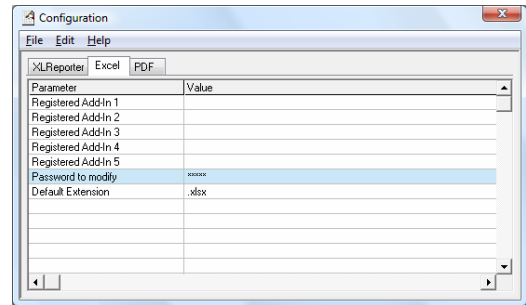 Configuration
File Edit Help
XLReporter Excel PDF
Parameter Value
Registered Add-In 1
Registered Add-In 2
Registered Add-In 3
Registered Add-In 4
Registered Add-In 5
Password to modify xxxxx
Default Extension .xlsx